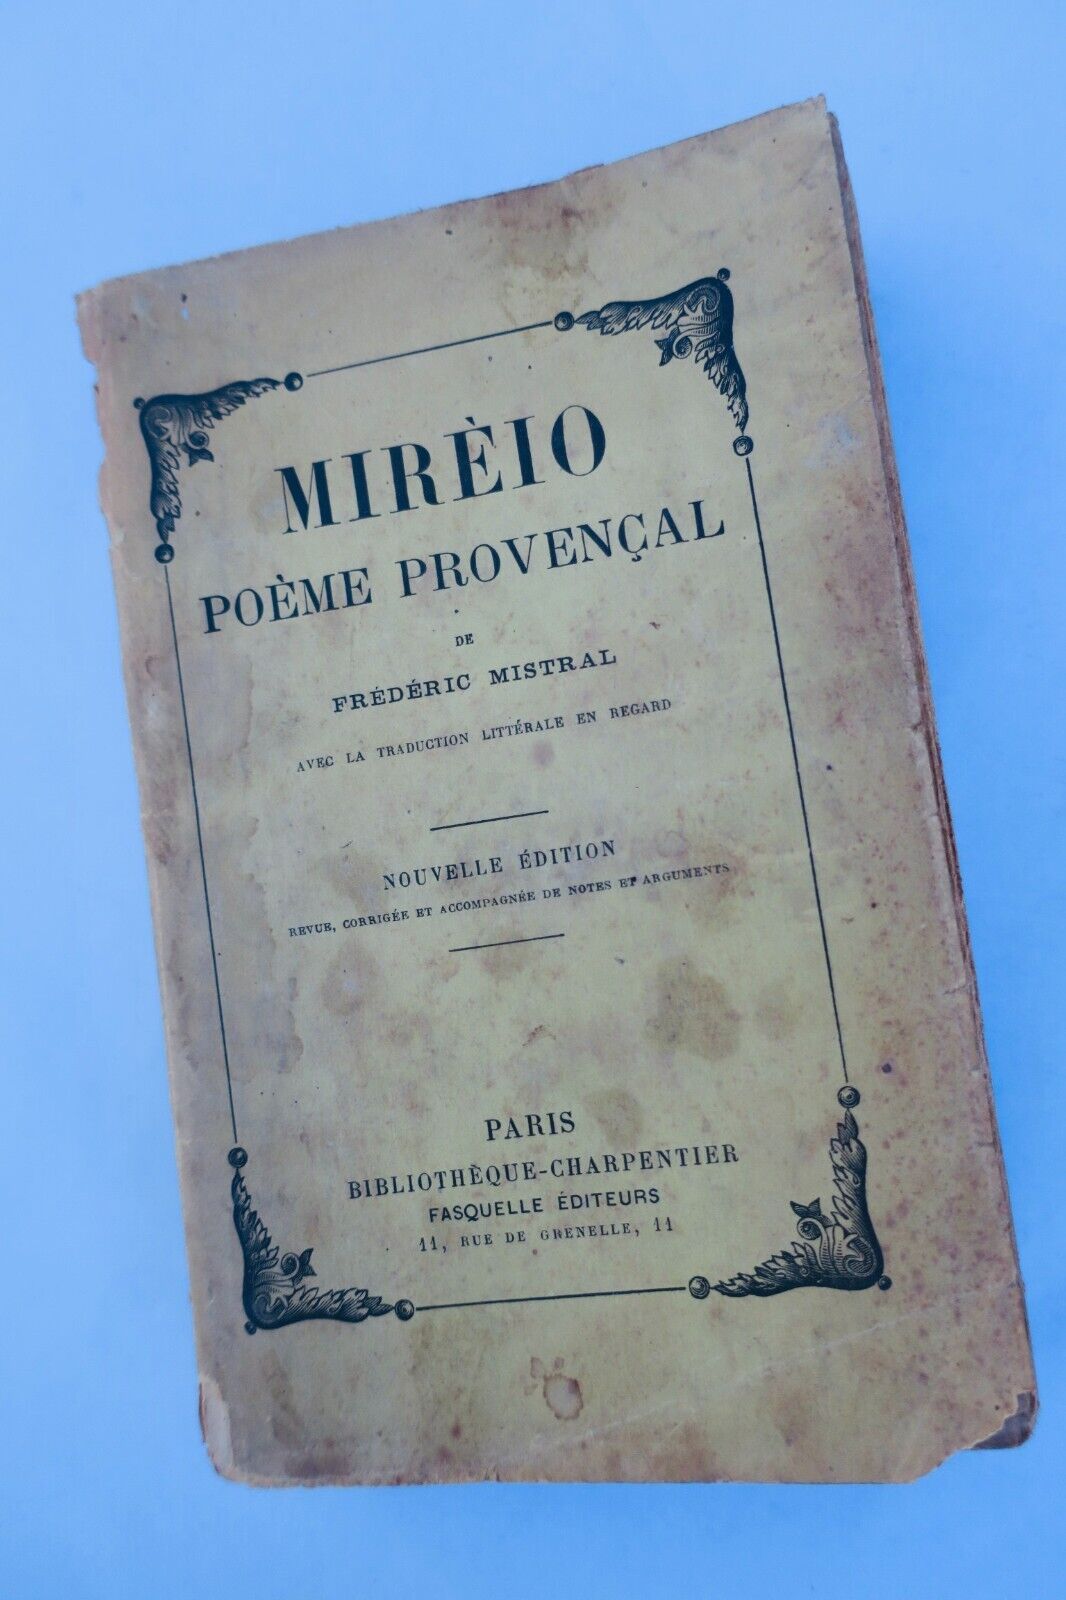 MIRÈIO
POÈME PROVENÇAL
DE
FRÉDÉRIC MISTRAL
AVEC LA TRADUCTION LITTÉRALE EN REGARD
NOUVELLE ÉDITION
REVUE, CORRIGÉE ET ACCOMPAGNÉE DE NOTES ET ARGUMENTS
PARIS
BIBLIOTHÈQUE-CHARPENTIER
FASQUELLE ÉDITEURS
11, RUE DE GRENELLE, 11